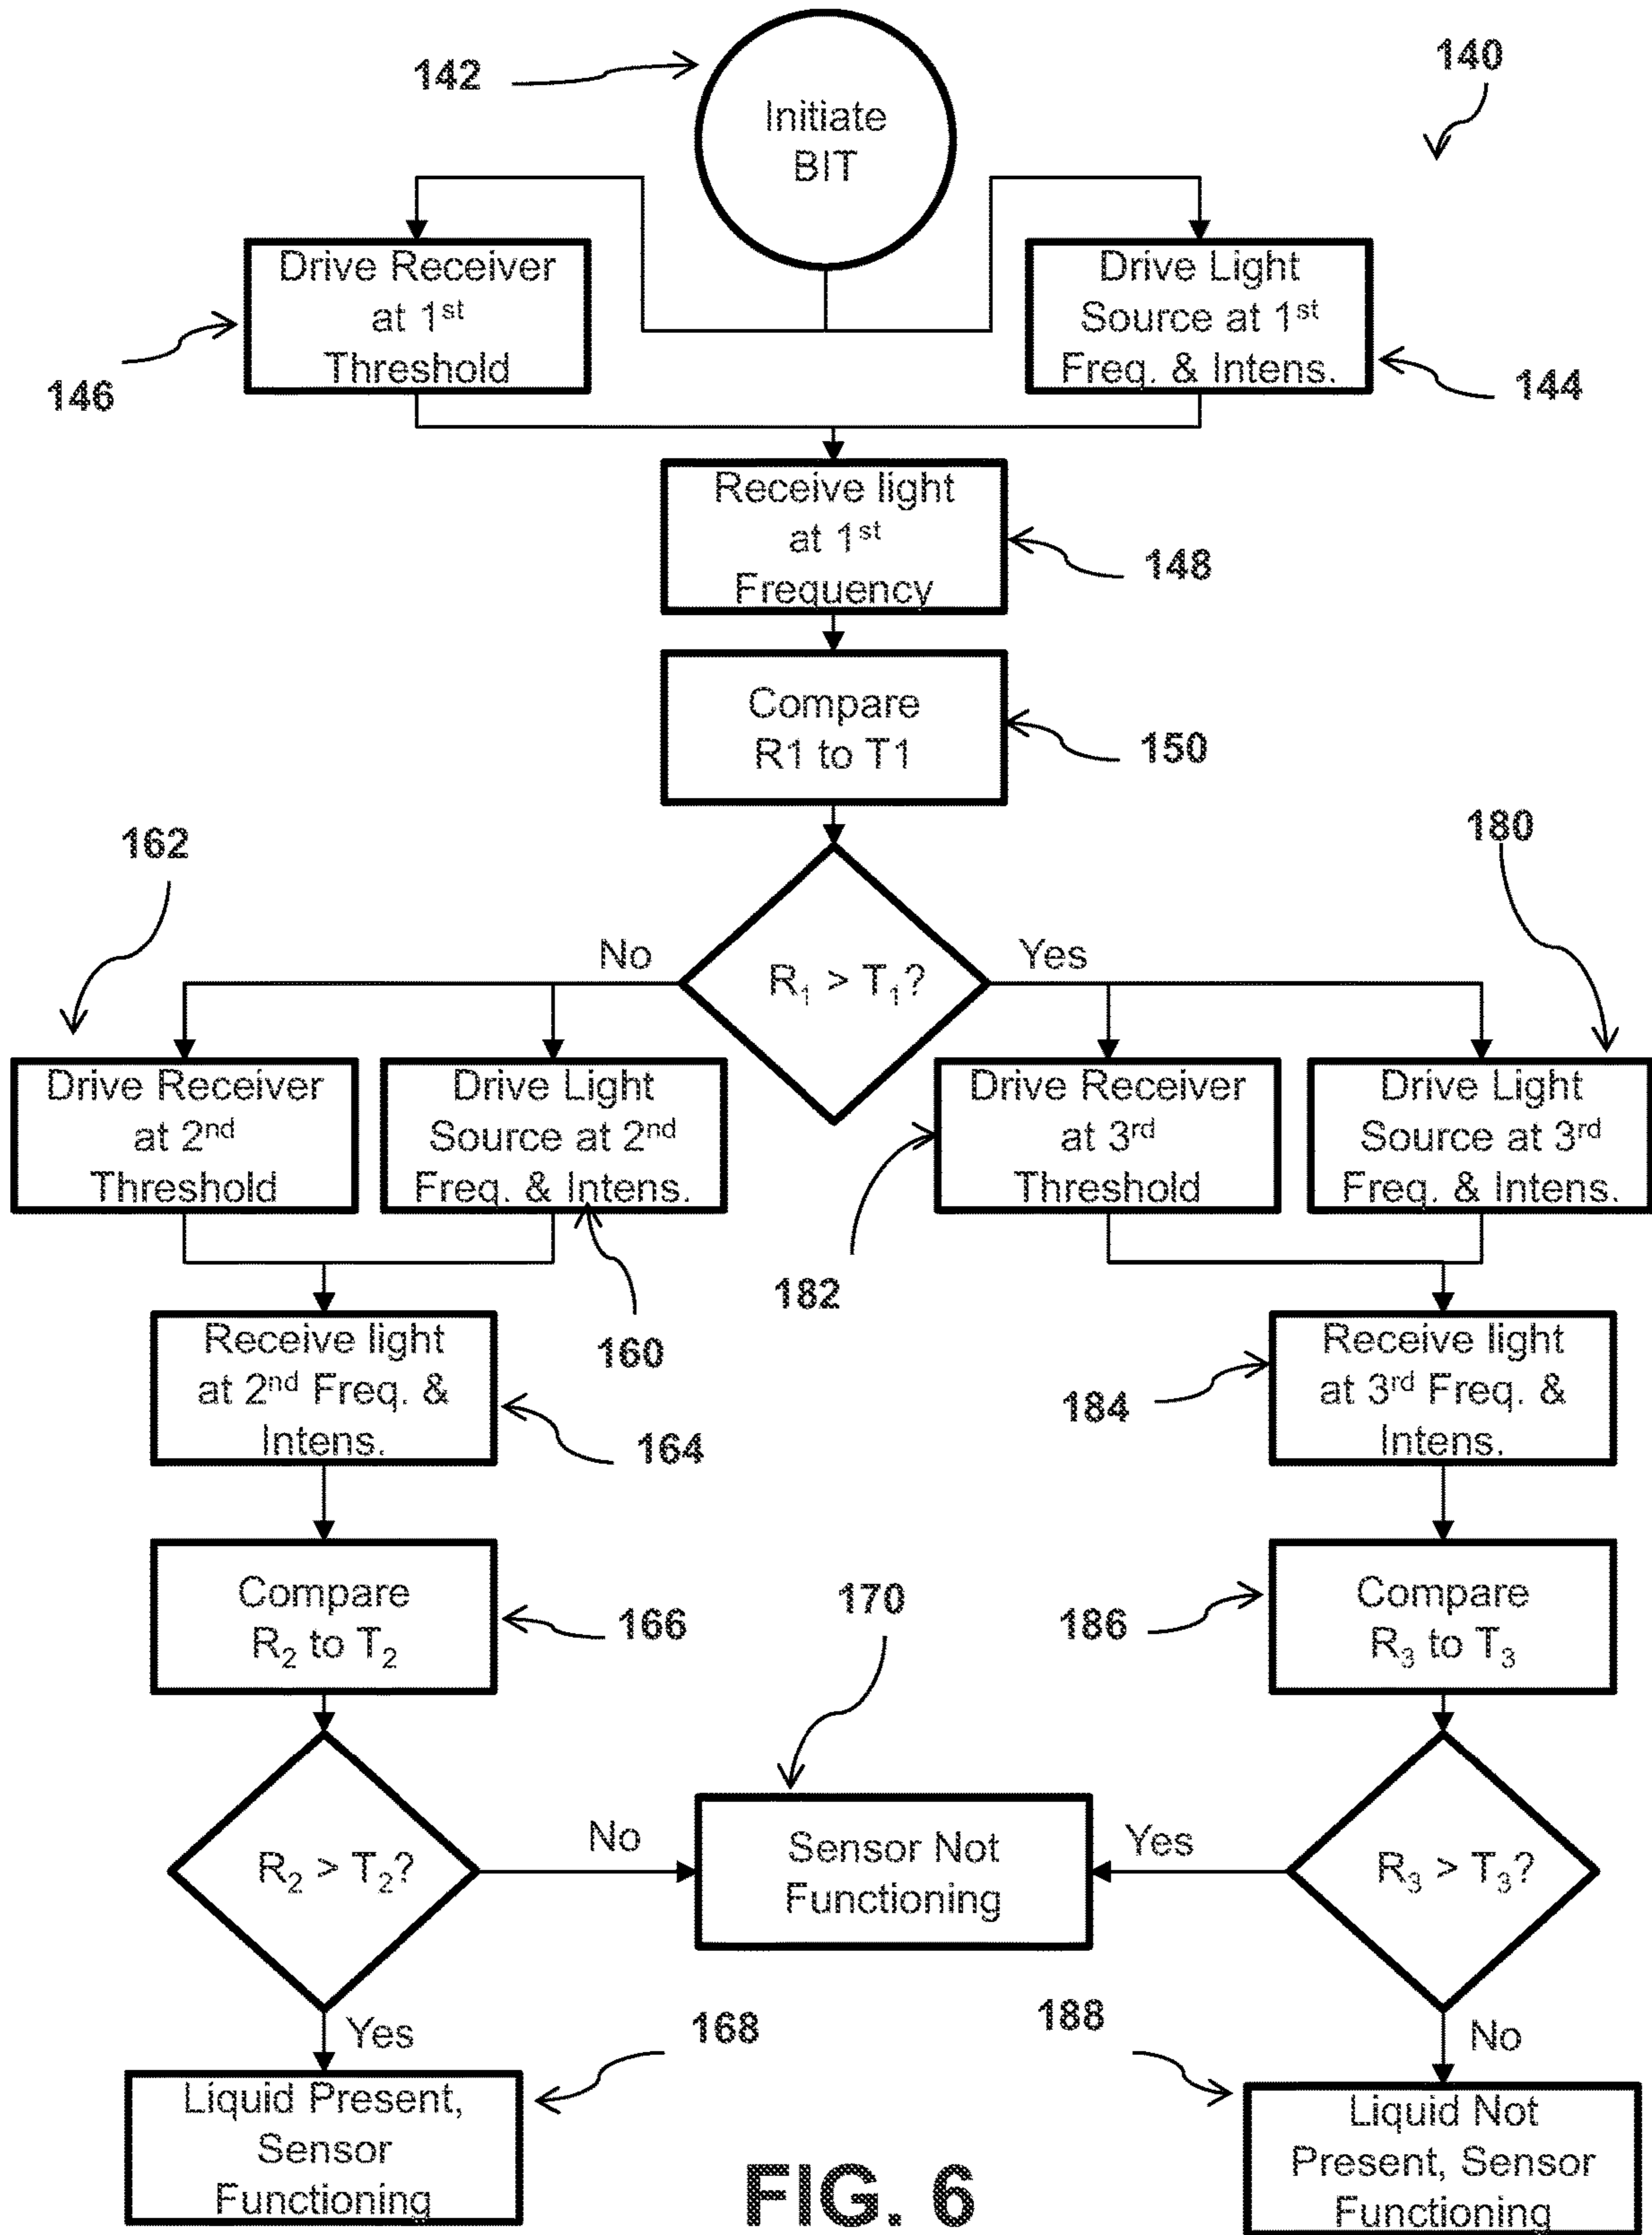 142
140
Initiate
BIT
Drive Receiver
at 1st
Threshold
Drive Light
Source at 1st
Freq. & Intens.
146
144
Receive light
at 1st
Frequency
148
Compare
R1 to T1
150
162
180
No
R1 > T1?
Yes
Drive Receiver
at 2nd
Threshold
Drive Light
Source at 2nd
Freq. & Intens.
Drive Receiver
at 3rd
Threshold
Drive Light
Source at 3rd
Freq. & Intens.
182
160
Receive light
at 2nd Freq. &
Intens.
164
184
Receive light
at 3rd Freq. &
Intens.
Compare
R2 to T2
166
170
186
Compare
R3 to T3
R2 > T2?
No
Sensor Not
Functioning
Yes
R3 > T3?
Yes
168
188
No
Liquid Present,
Sensor
Functioning
Liquid Not
Present, Sensor
Functioning
FIG. 6